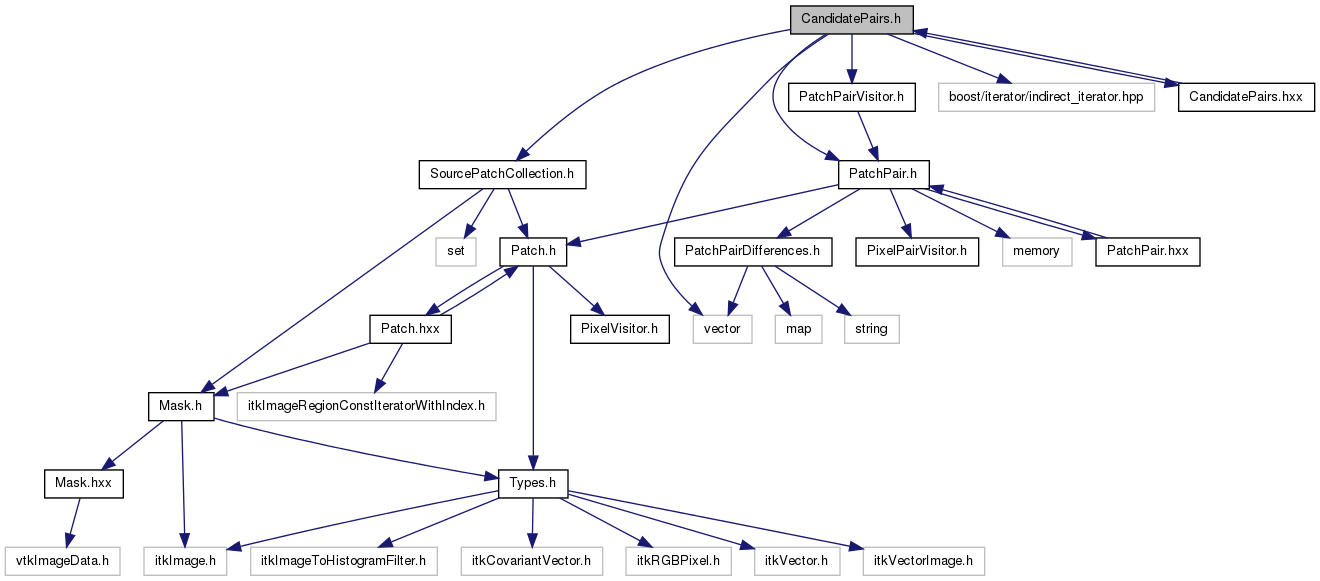 CandidatePairs.h
PatchPairVisitor.h
boost/iterator/indirect_iterator.hpp
CandidatePairs.hxx
SourcePatchCollection.h
PatchPair.h
set
Patch.h
PatchPairDifferences.h
PixelPairVisitor.h
memory
PatchPair.hxx
Patch.hxx
PixelVisitor.h
vector
map
string
Mask.h
itkImageRegionConstIteratorWithIndex.h
Mask.hxx
Types.h
vtkImageData.h
itkImage.h
itkImageToHistogramFilter.h
itkCovariantVector.h
itkRGBPixel.h
itkVector.h
itkVectorImage.h